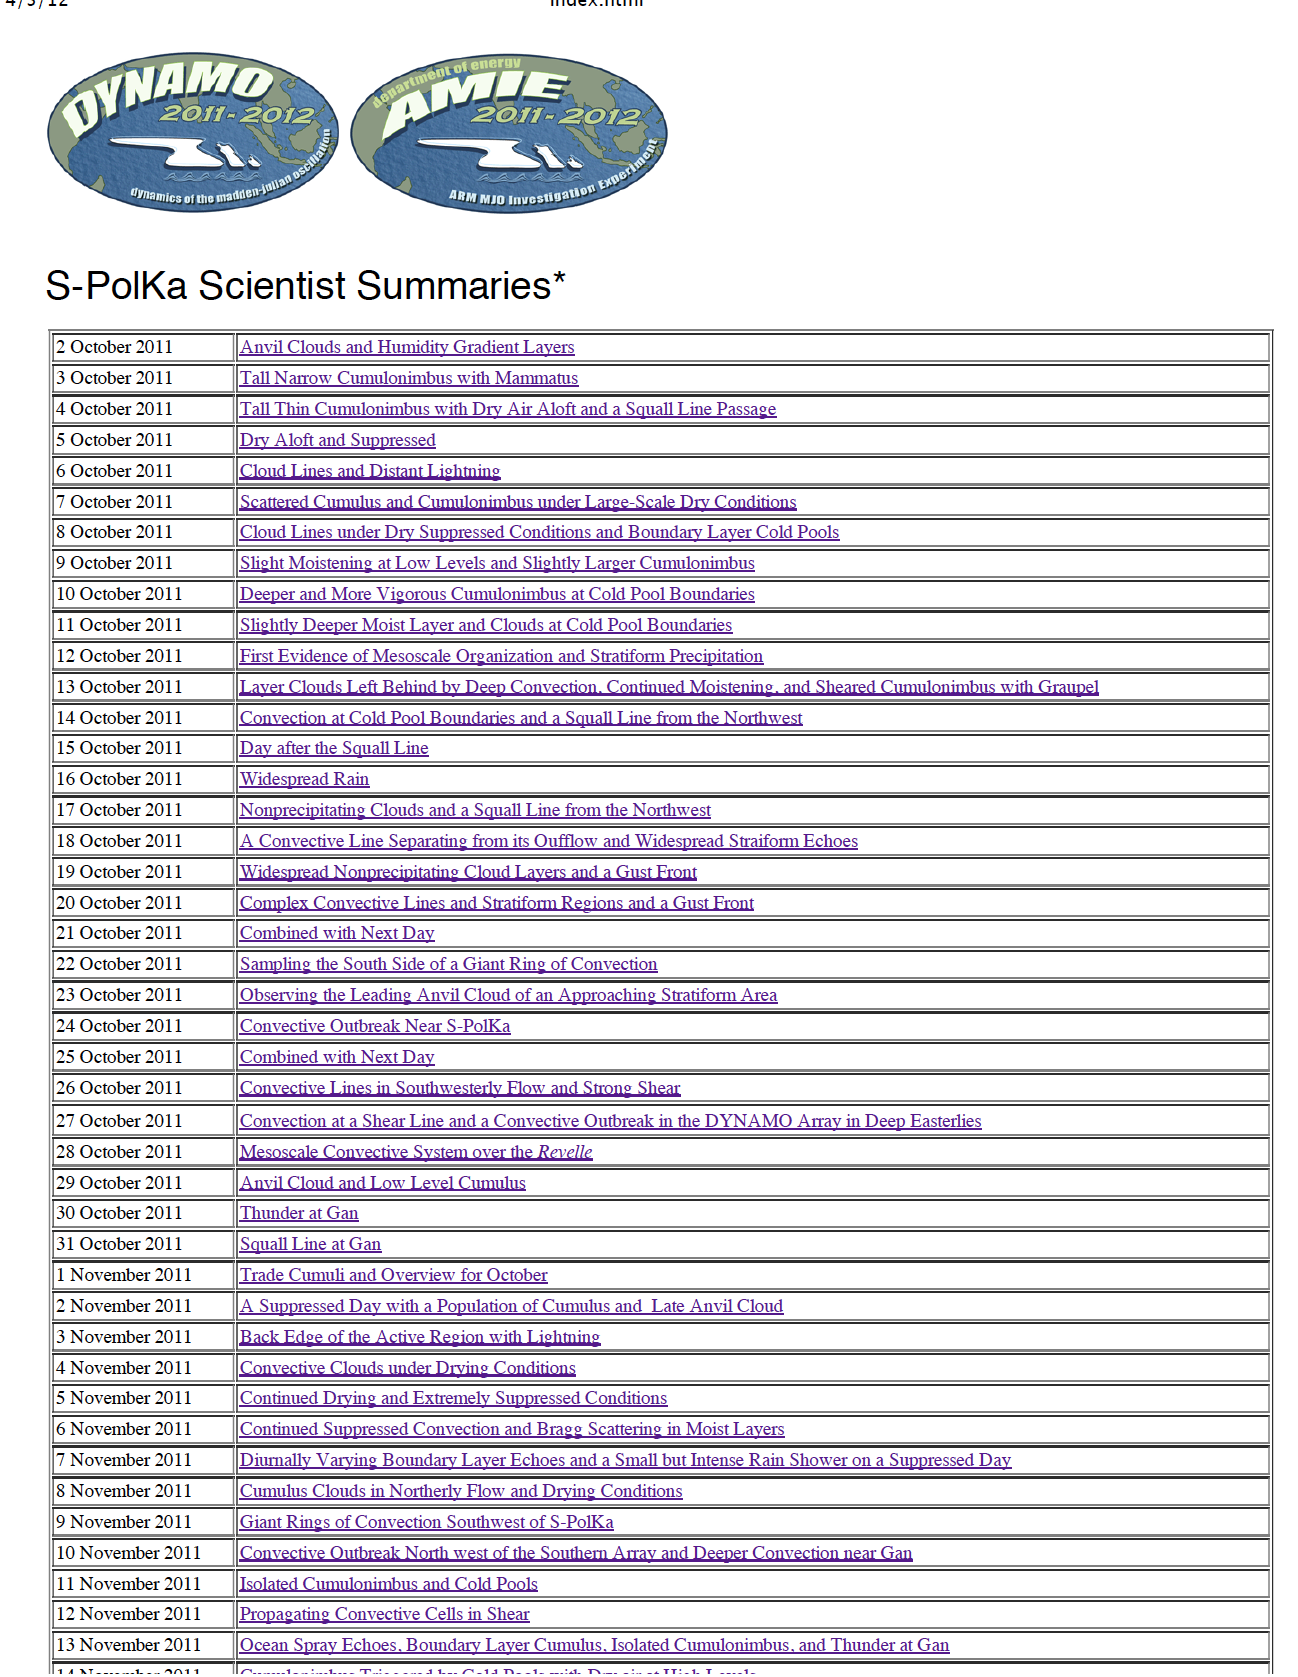 4/3/12 index.html
DYNAMO
2011-2012
dynamics of the madden-julian oscillation
department of energy
AMIE
2011-2012
ARM MJO Investigation Experiment
S-PolKa Scientist Summaries*
2 October 2011 Anvil Clouds and Humidity Gradient Layers
3 October 2011 Tall Narrow Cumulonimbus with Mammatus
4 October 2011 Tall Thin Cumulonimbus with Dry Air Aloft and a Squall Line Passage
5 October 2011 Dry Aloft and Suppressed
6 October 2011 Cloud Lines and Distant Lightning
7 October 2011 Scattered Cumulus and Cumulonimbus under Large-Scale Dry Conditions
8 October 2011 Cloud Lines under Dry Suppressed Conditions and Boundary Layer Cold Pools
9 October 2011 Slight Moistening at Low Levels and Slightly Larger Cumulonimbus
10 October 2011 Deeper and More Vigorous Cumulonimbus at Cold Pool Boundaries
11 October 2011 Slightly Deeper Moist Layer and Clouds at Cold Pool Boundaries
12 October 2011 First Evidence of Mesoscale Organization and Stratiform Precipitation
13 October 2011 Layer Clouds Left Behind by Deep Convection, Continued Moistening, and Sheared Cumulonimbus with Graupel
14 October 2011 Convection at Cold Pool Boundaries and a Squall Line from the Northwest
15 October 2011 Day after the Squall Line
16 October 2011 Widespread Rain
17 October 2011 Nonprecipitating Clouds and a Squall Line from the Northwest
18 October 2011 A Convective Line Separating from its Oufflow and Widespread Straiform Echoes
19 October 2011 Widespread Nonprecipitating Cloud Layers and a Gust Front
20 October 2011 Complex Convective Lines and Stratiform Regions and a Gust Front
21 October 2011 Combined with Next Day
22 October 2011 Sampling the South Side of a Giant Ring of Convection
23 October 2011 Observing the Leading Anvil Cloud of an Approaching Stratiform Area
24 October 2011 Convective Outbreak Near S-PolKa
25 October 2011 Combined with Next Day
26 October 2011 Convective Lines in Southwesterly Flow and Strong Shear
27 October 2011 Convection at a Shear Line and a Convective Outbreak in the DYNAMO Array in Deep Easterlies
28 October 2011 Mesoscale Convective System over the Revelle
29 October 2011 Anvil Cloud and Low Level Cumulus
30 October 2011 Thunder at Gan
31 October 2011 Squall Line at Gan
1 November 2011 Trade Cumuli and Overview for October
2 November 2011 A Suppressed Day with a Population of Cumulus and Late Anvil Cloud
3 November 2011 Back Edge of the Active Region with Lightning
4 November 2011 Convective Clouds under Drying Conditions
5 November 2011 Continued Drying and Extremely Suppressed Conditions
6 November 2011 Continued Suppressed Convection and Bragg Scattering in Moist Layers
7 November 2011 Diurnally Varying Boundary Layer Echoes and a Small but Intense Rain Shower on a Suppressed Day
8 November 2011 Cumulus Clouds in Northerly Flow and Drying Conditions
9 November 2011 Giant Rings of Convection Southwest of S-PolKa
10 November 2011 Convective Outbreak North west of the Southern Array and Deeper Convection near Gan
11 November 2011 Isolated Cumulonimbus and Cold Pools
12 November 2011 Propagating Convective Cells in Shear
13 November 2011 Ocean Spray Echoes, Boundary Layer Cumulus, Isolated Cumulonimbus, and Thunder at Gan
14 November 2011 Cumulonimbus Triggered by Cold Pools with Dry air at High Levels